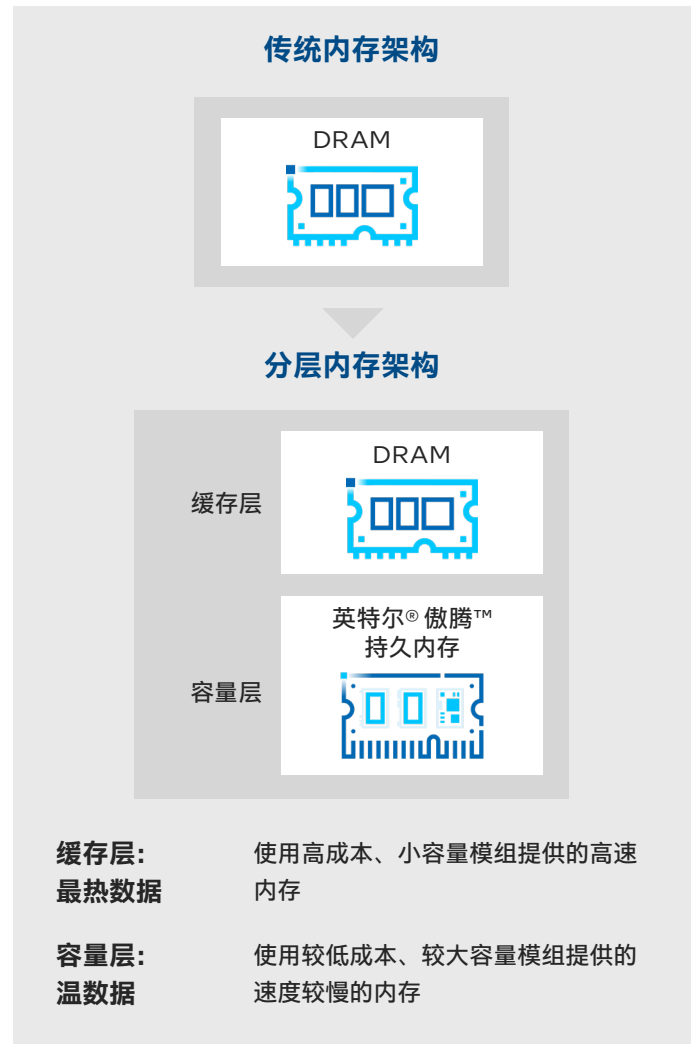 传统内存架构
DRAM
分层内存架构
缓存层
DRAM
容量层
英特尔® 傲腾™
持久内存
缓存层:
最热数据
使用高成本、小容量模组提供的高速
内存
容量层:
温数据
使用较低成本、较大容量模组提供的
速度较慢的内存